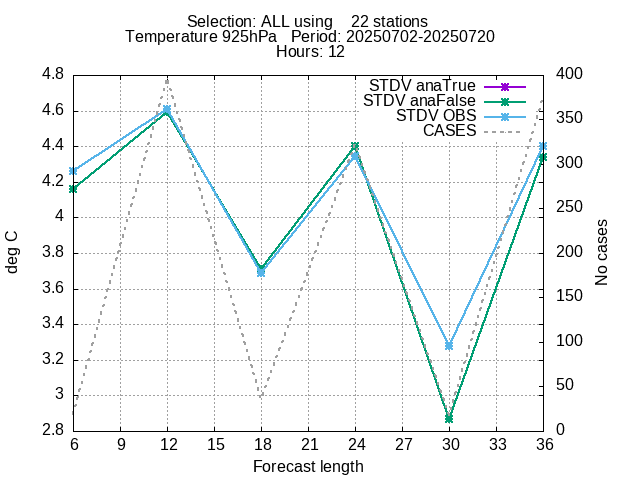 Selection: ALL using 22 stations
Temperature 925hPa Period: 20250702-20250720
Hours: 12
STDV anaTrue
STDV anaFalse
STDV OBS
CASES
4.8
4.6
4.4
4.2
4
3.8
3.6
3.4
3.2
3
2.8
deg C
400
350
300
250
200
150
100
50
0
No cases
6 9 12 15 18 21 24 27 30 33 36
Forecast length